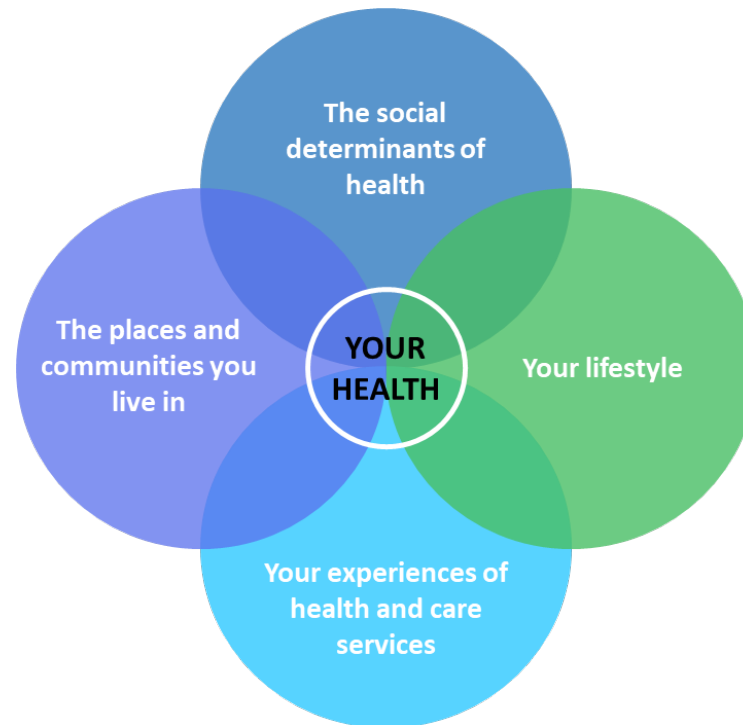 The social
determinants of
health
The places and
communities you
live in
YOUR
HEALTH
Your lifestyle
Your experiences of
health and care
services